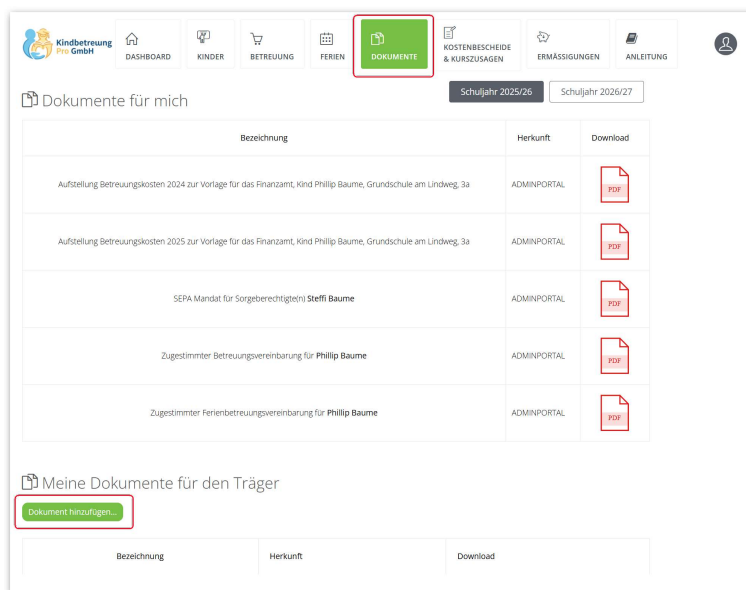 Kindbetreung
Pro GmbH
DASHBOARD
KINDER
BETREUUNG
FERIEN
DOKUMENTE
KOSTENBESCHEIDE
& KURSZUSAGEN
ERMÄSSIGUNGEN
ANLEITUNG
Dokumente für mich
Schuljahr 2025/26
Schuljahr 2026/27
Bezeichnung Herkunft Download
Aufstellung Betreuungskosten 2024 zur Vorlage für das Finanzamt, Kind Phillip Baume, Grundschule am Lindweg, 3a ADMINPORTAL PDF
Aufstellung Betreuungskosten 2025 zur Vorlage für das Finanzamt, Kind Phillip Baume, Grundschule am Lindweg, 3a ADMINPORTAL PDF
SEPA Mandat für Sorgeberechtigte(n) Steffi Baume ADMINPORTAL PDF
Zugestimmter Betreuungsvereinbarung für Phillip Baume ADMINPORTAL PDF
Zugestimmter Ferienbetreuungsvereinbarung für Phillip Baume ADMINPORTAL PDF
Meine Dokumente für den Träger
Dokument hinzufügen...
Bezeichnung Herkunft Download